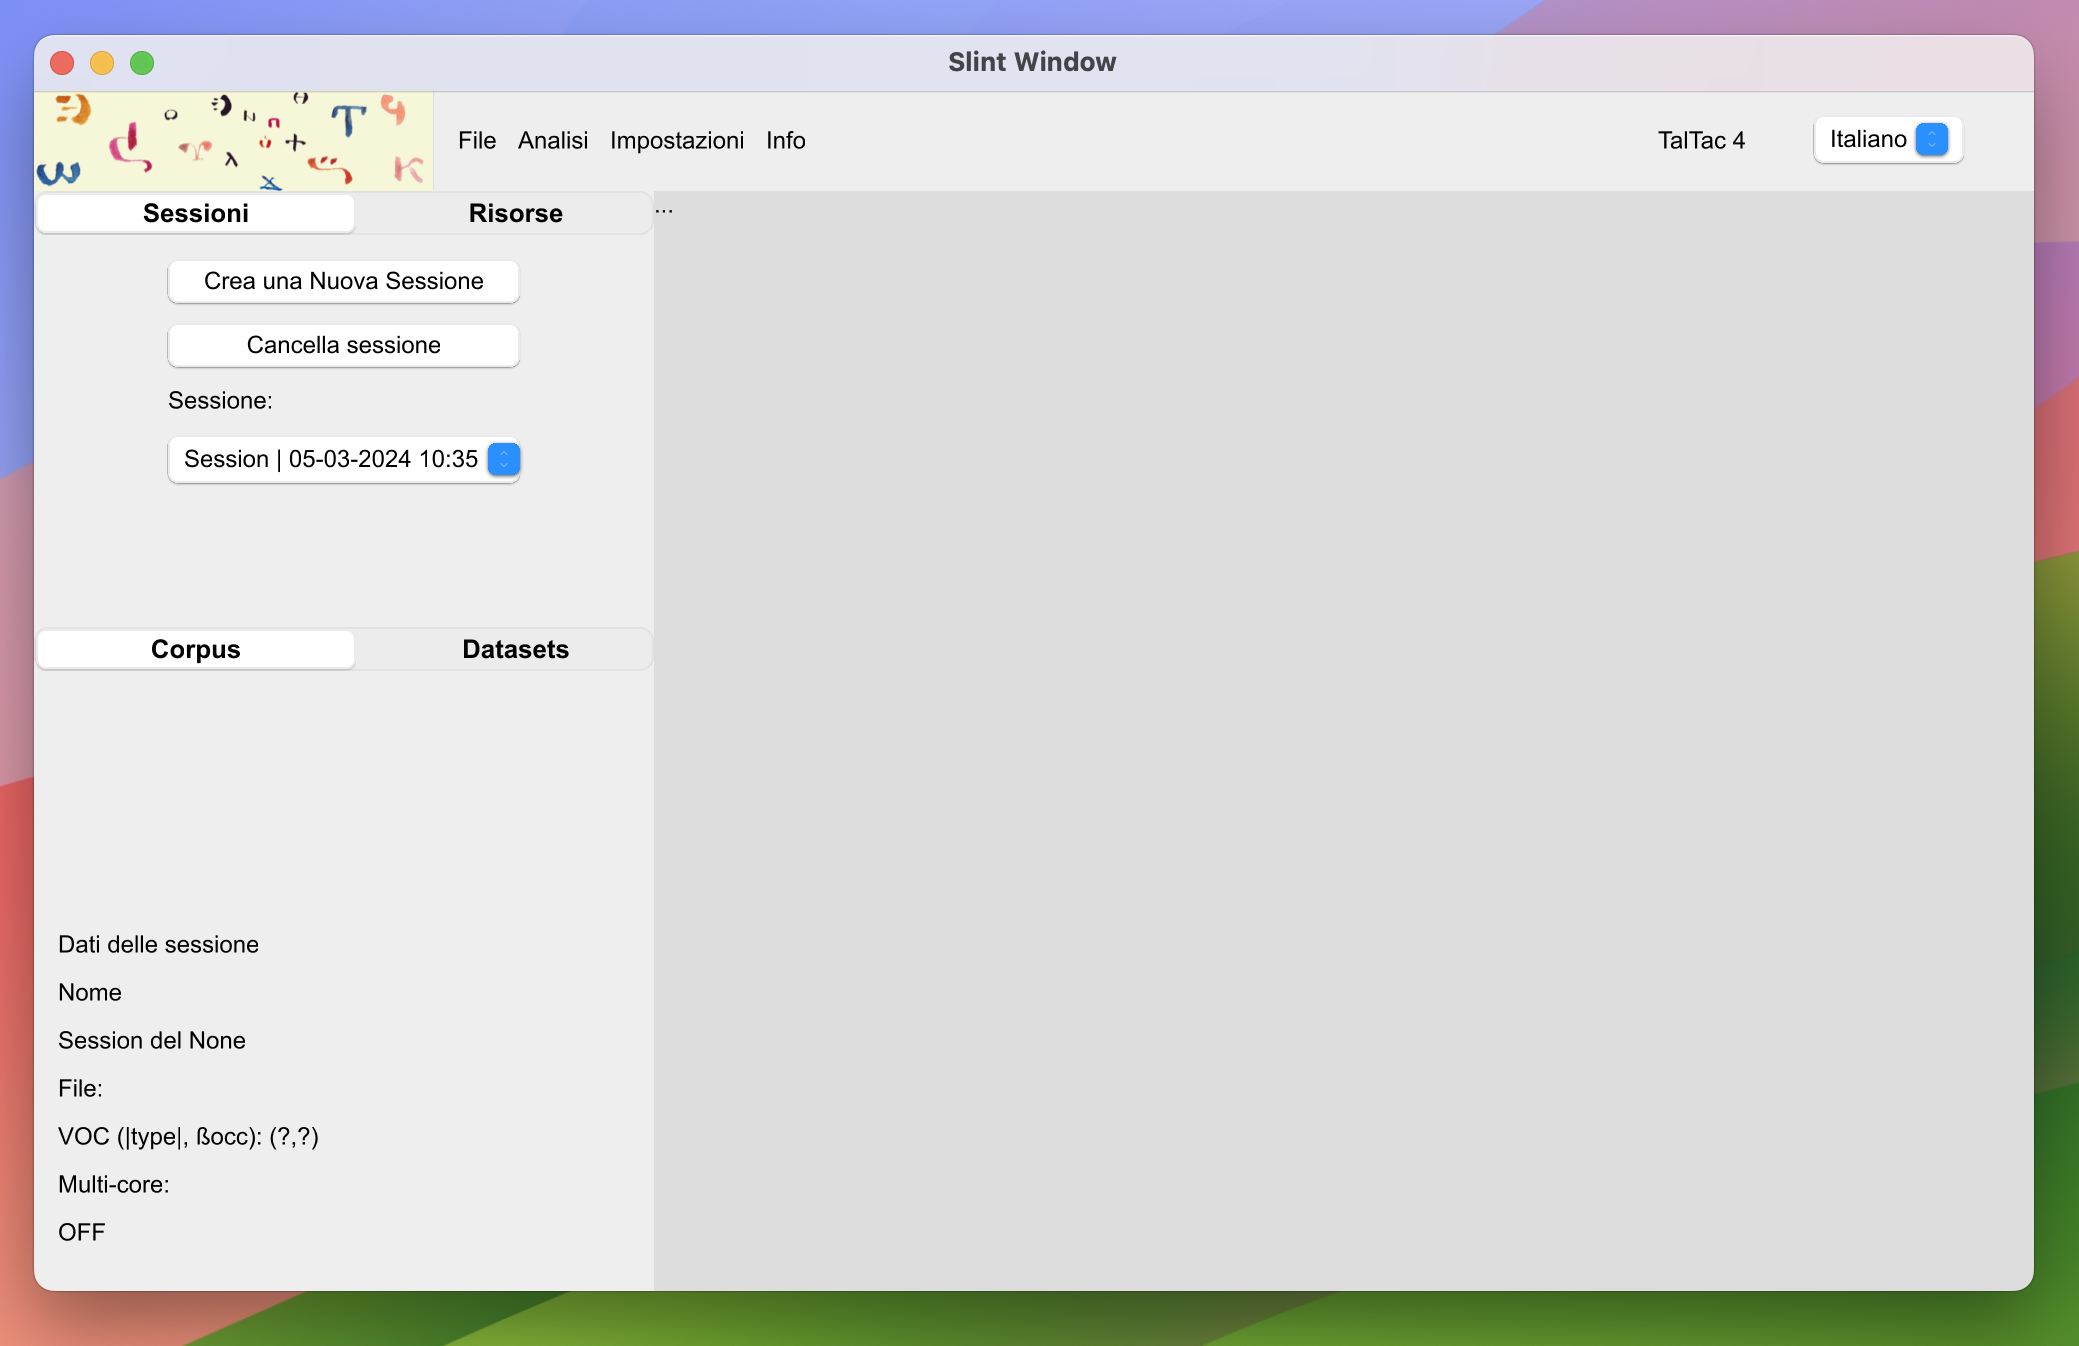 Slint Window
File Analisi Impostazioni Info
TalTac 4
Italiano
Sessioni
Risorse
...
Crea una Nuova Sessione
Cancella sessione
Sessione:
Session | 05-03-2024 10:35
Corpus
Datasets
Dati delle sessione
Nome
Session del None
File:
VOC (|type|, ßocc): (?,?)
Multi-core:
OFF